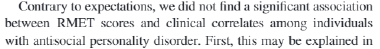 Contrary to expectations, we did not find a significant association
between RMET scores and clinical correlates among individuals
with antisocial personality disorder. First, this may be explained in